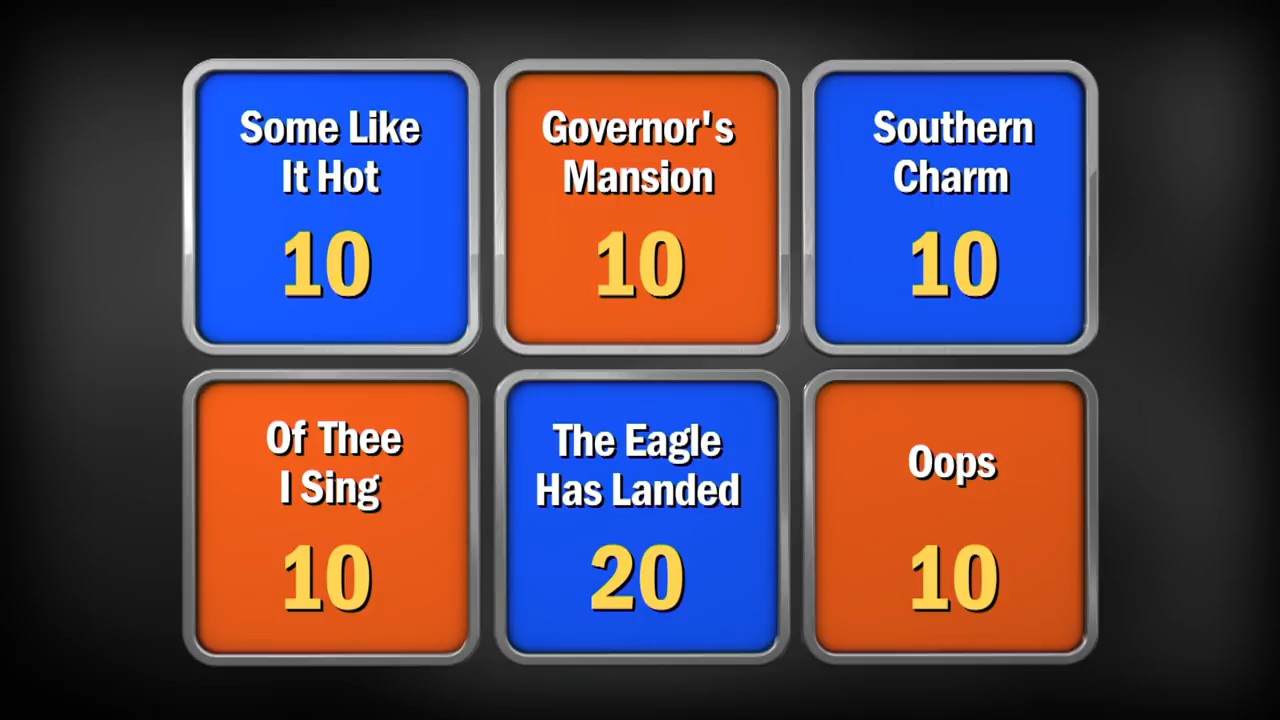 Some Like
It Hot
10
Governor's
Mansion
10
Southern
Charm
10
Of Thee
I Sing
10
The Eagle
Has Landed
20
Oops
10